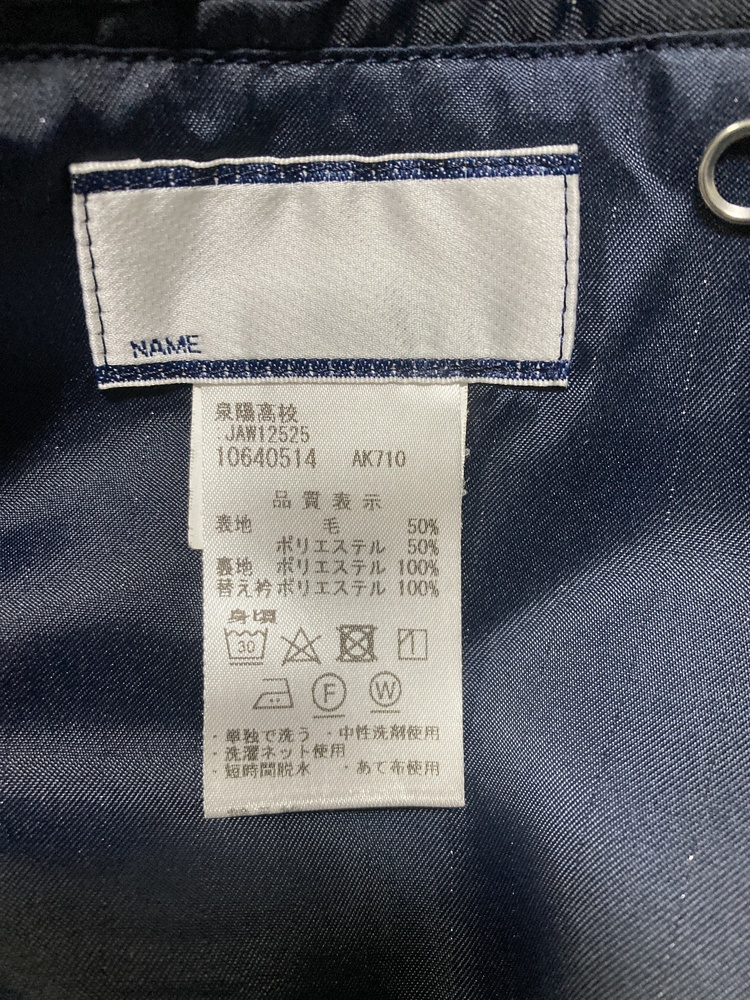 NAME
泉陽高校
.JAW12525
10640514 AK710
品質表示
表地 毛 50%
ポリエステル 50%
裏地 ポリエステル 100%
替え衿 ポリエステル 100%
身頃
30
F W
・単独で洗う ・中性洗剤使用
・洗濯ネット使用
・短時間脱水 ・あて布使用